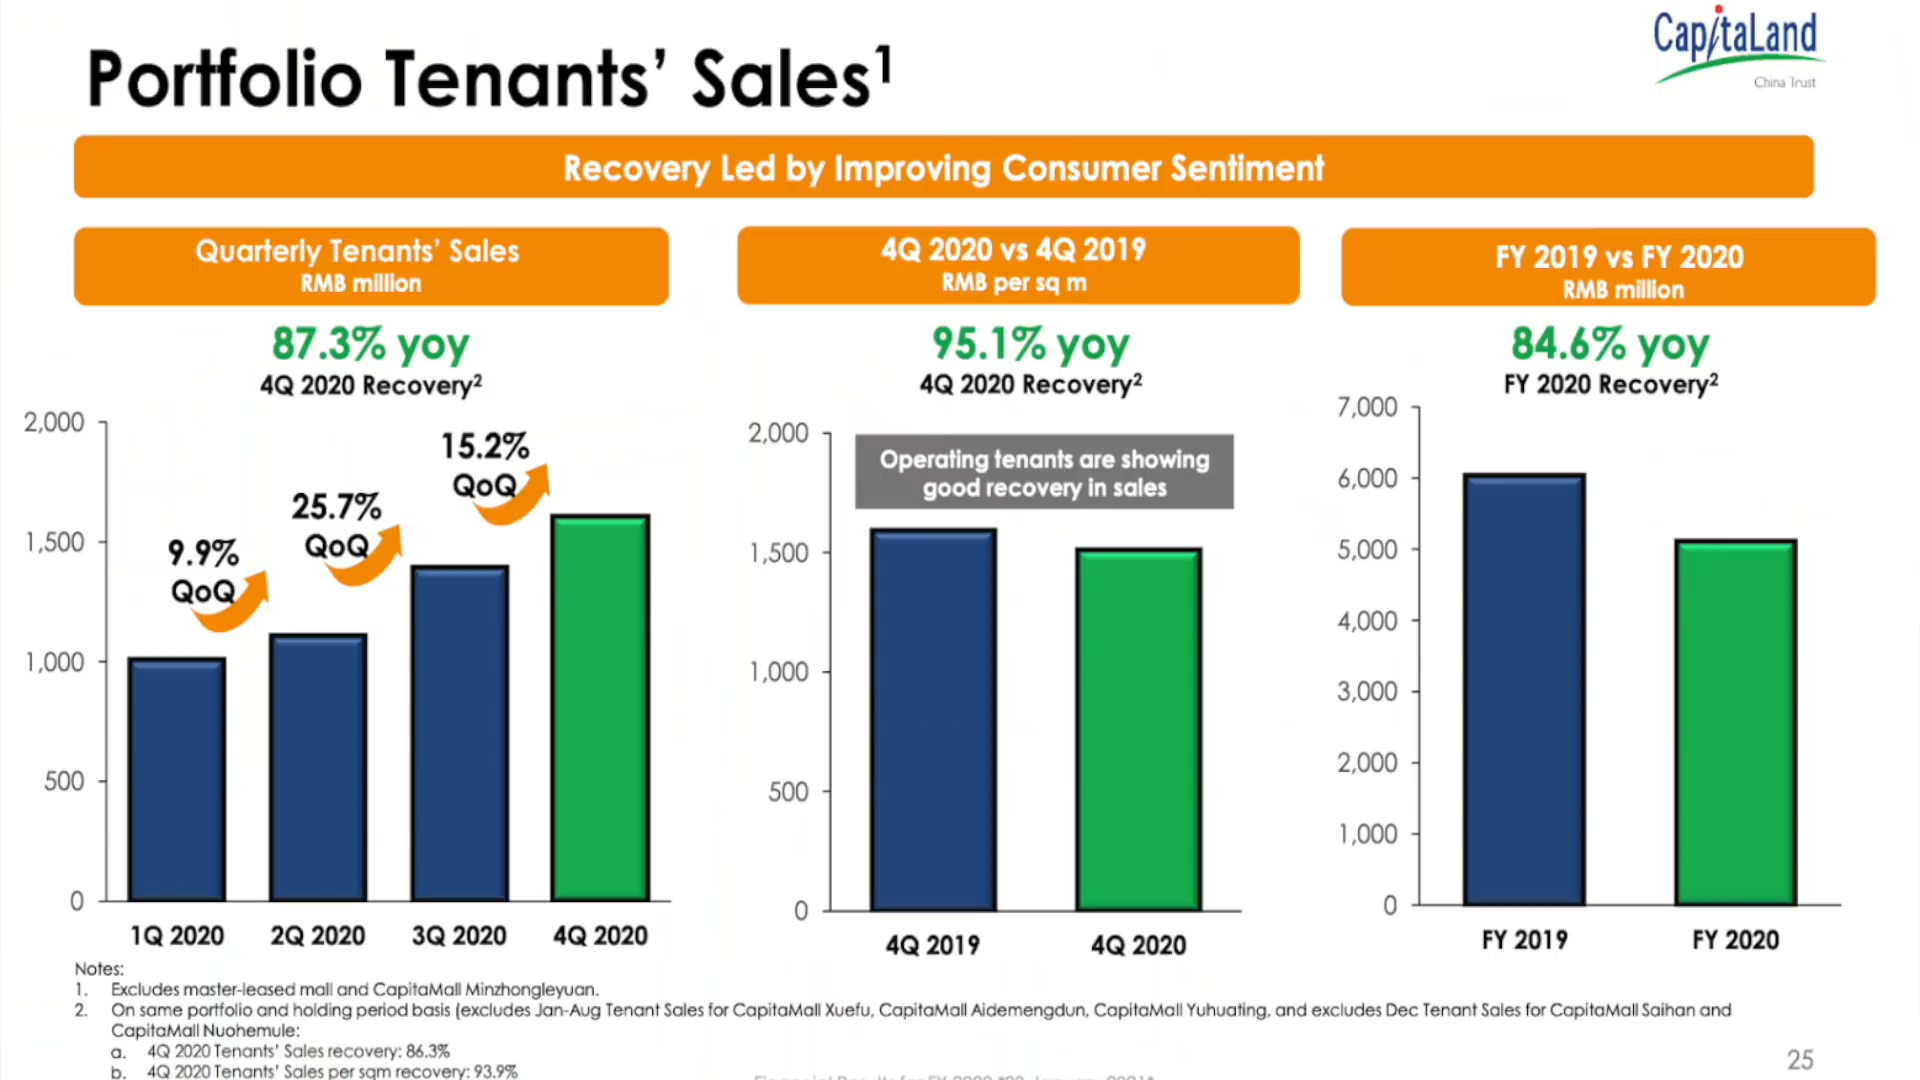 Portfolio Tenants' Sales¹
CapitaLand
China Trust
Recovery Led by Improving Consumer Sentiment
Quarterly Tenants' Sales
RMB million
87.3% yoy
4Q 2020 Recovery²
2,000
1,500
1,000
500
0
9.9%
QoQ
25.7%
QoQ
15.2%
QoQ
1Q 2020
2Q 2020
3Q 2020
4Q 2020
4Q 2020 vs 4Q 2019
RMB per sq m
95.1% yoy
4Q 2020 Recovery²
Operating tenants are showing
good recovery in sales
2,000
1,500
1,000
500
0
4Q 2019
4Q 2020
FY 2019 vs FY 2020
RMB million
84.6% yoy
FY 2020 Recovery²
7,000
6,000
5,000
4,000
3,000
2,000
1,000
0
FY 2019
FY 2020
Notes:
1. Excludes master-leased mall and CapitaMall Minzhongleyuan.
2. On same portfolio and holding period basis (excludes Jan-Aug Tenant Sales for CapitaMall Xuefu, CapitaMall Aidemengdun, CapitaMall Yuhuating, and excludes Dec Tenant Sales for CapitaMall Saihan and
CapitaMall Nuohemule:
a. 4Q 2020 Tenants' Sales recovery: 86.3%
b. 4Q 2020 Tenants' Sales per sqm recovery: 93.9%
25